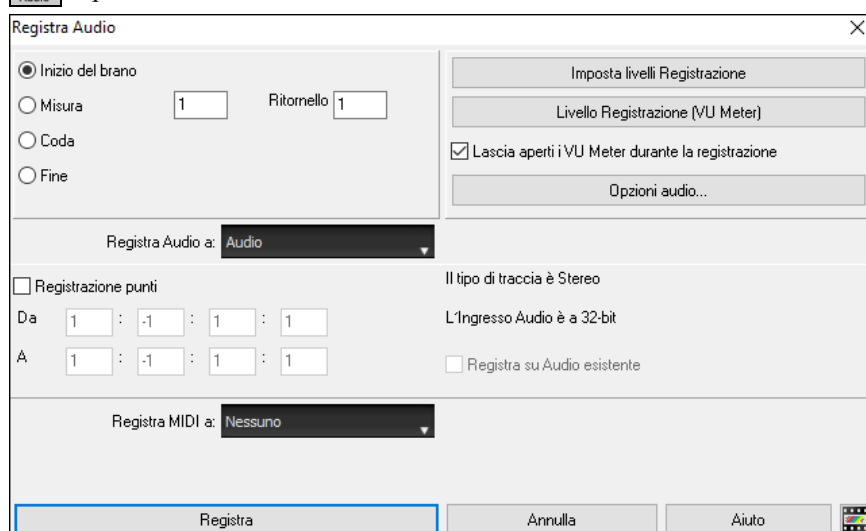 Registra Audio
Inizio del brano
Misura 1 Ritornello 1
Coda
Fine
Imposta livelli Registrazione
Livello Registrazione (VU Meter)
Lascia aperti i VU Meter durante la registrazione
Opzioni audio...
Registra Audio a: Audio
Registrazione punti
Il tipo di traccia è Stereo
Da 1 : -1 : 1 : 1
L'Ingresso Audio è a 32-bit
A 1 : -1 : 1 : 1
Registra su Audio esistente
Registra MIDI a: Nessuno
Registra
Annulla
Aiuto